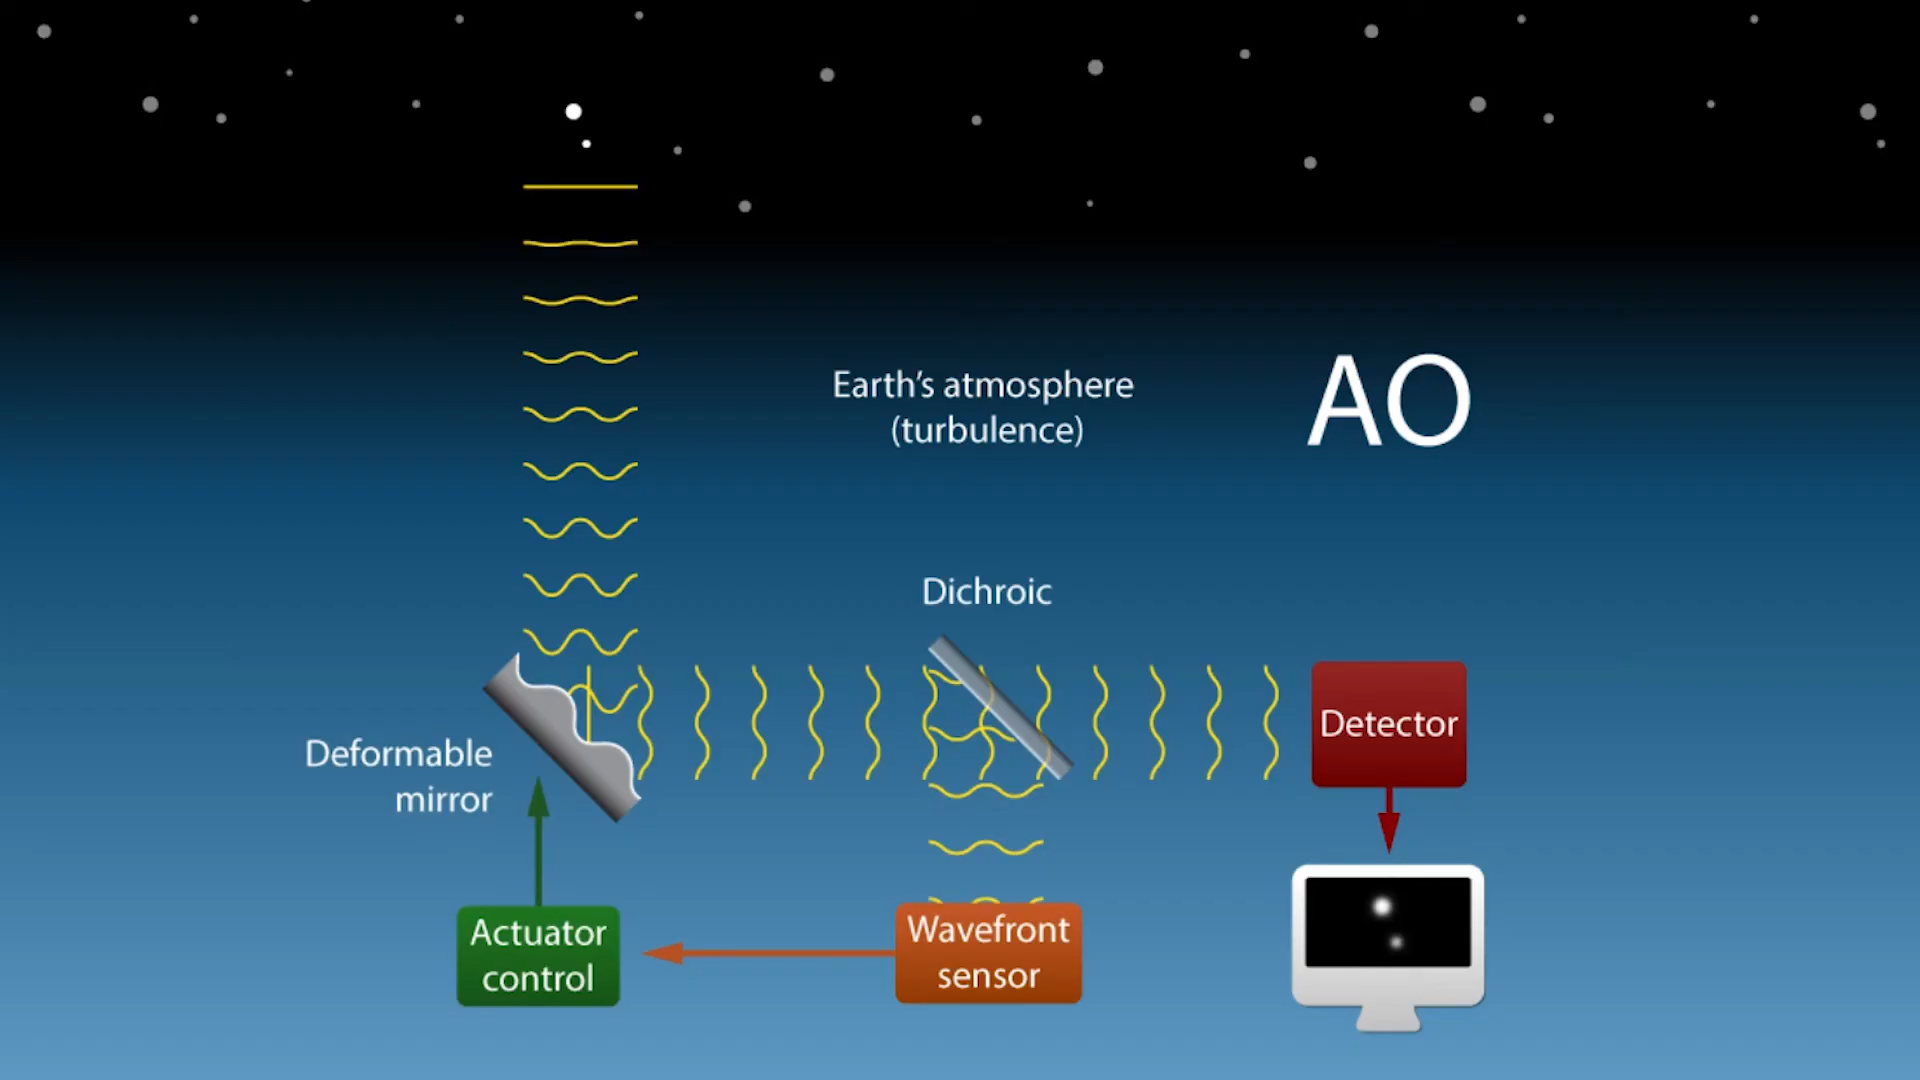 Earth's atmosphere
(turbulence)
AO
Dichroic
Deformable
mirror
Detector
Actuator
control
Wavefront
sensor